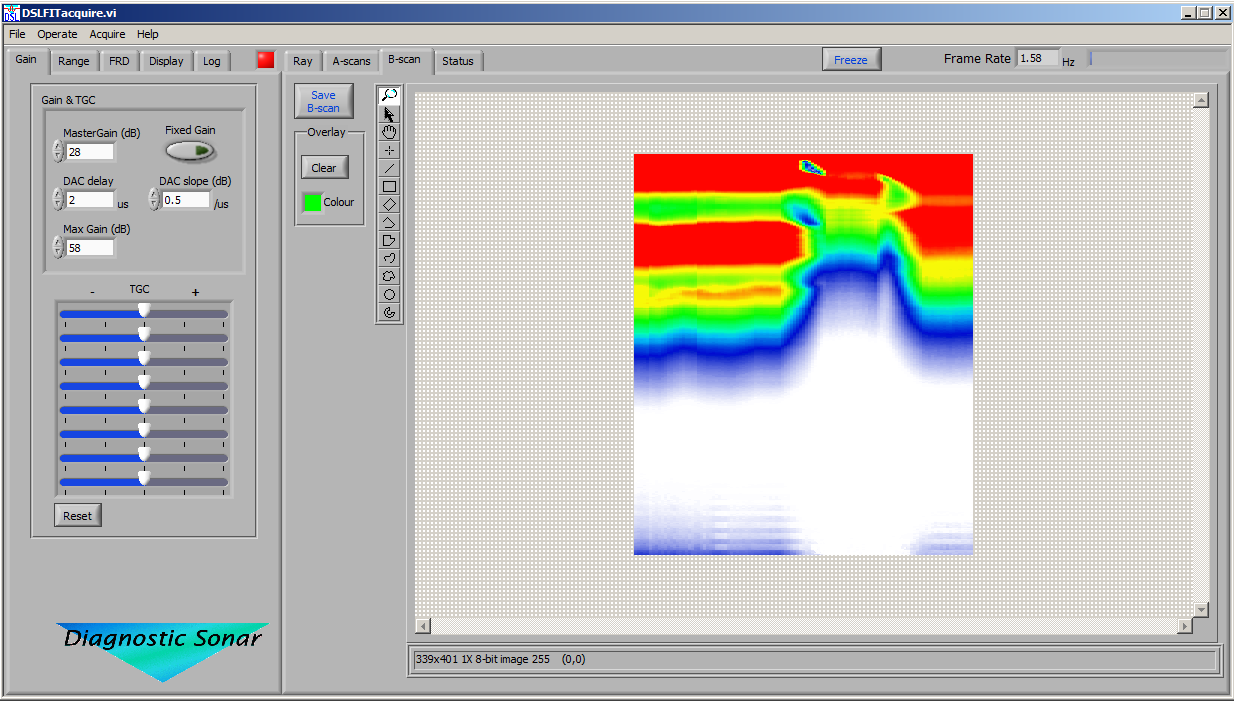 DSL
DSLFITacquire.vi
File Operate Acquire Help
Gain Range FRD Display Log
Ray A-scans B-scan Status
Freeze
Frame Rate 1.58 Hz
Gain & TGC
MasterGain (dB) Fixed Gain
28
DAC delay DAC slope (dB)
2 us 0.5 /us
Max Gain (dB)
58
- TGC +
Reset
Diagnostic Sonar
Save
B-scan
Overlay
Clear
Colour
339x401 1X 8-bit image 255 (0,0)